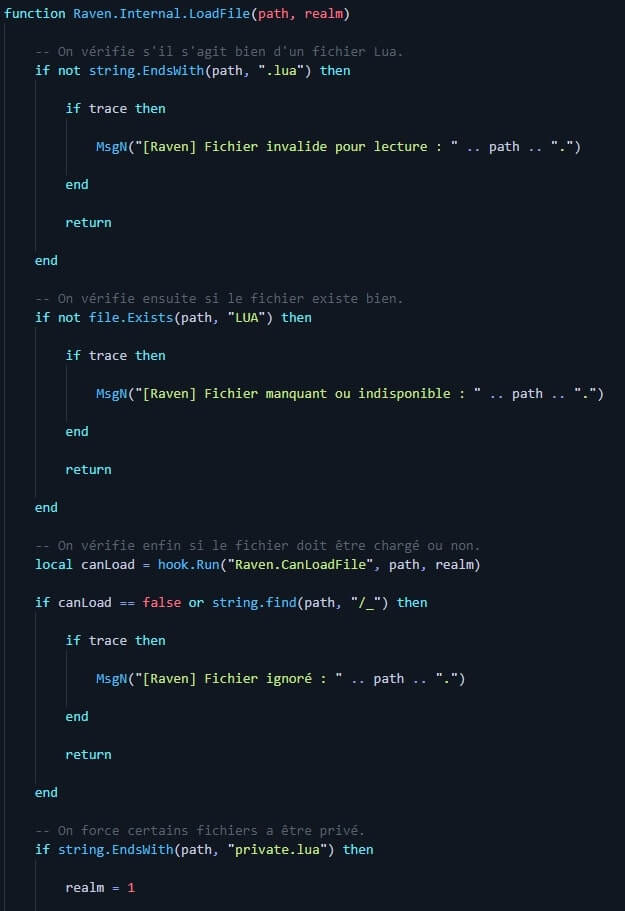 function Raven.Internal.LoadFile(path, realm)
-- On vérifie s'il s'agit bien d'un fichier Lua.
if not string.EndsWith(path, ".lua") then
if trace then
MsgN("[Raven] Fichier invalide pour lecture : " .. path .. ".")
end
return
end
-- On vérifie ensuite si le fichier existe bien.
if not file.Exists(path, "LUA") then
if trace then
MsgN("[Raven] Fichier manquant ou indisponible : " .. path .. ".")
end
return
end
-- On vérifie enfin si le fichier doit être chargé ou non.
local canLoad = hook.Run("Raven.CanLoadFile", path, realm)
if canLoad == false or string.find(path, "/_") then
if trace then
MsgN("[Raven] Fichier ignoré : " .. path .. ".")
end
return
end
-- On force certains fichiers a être privé.
if string.EndsWith(path, "private.lua") then
realm = 1